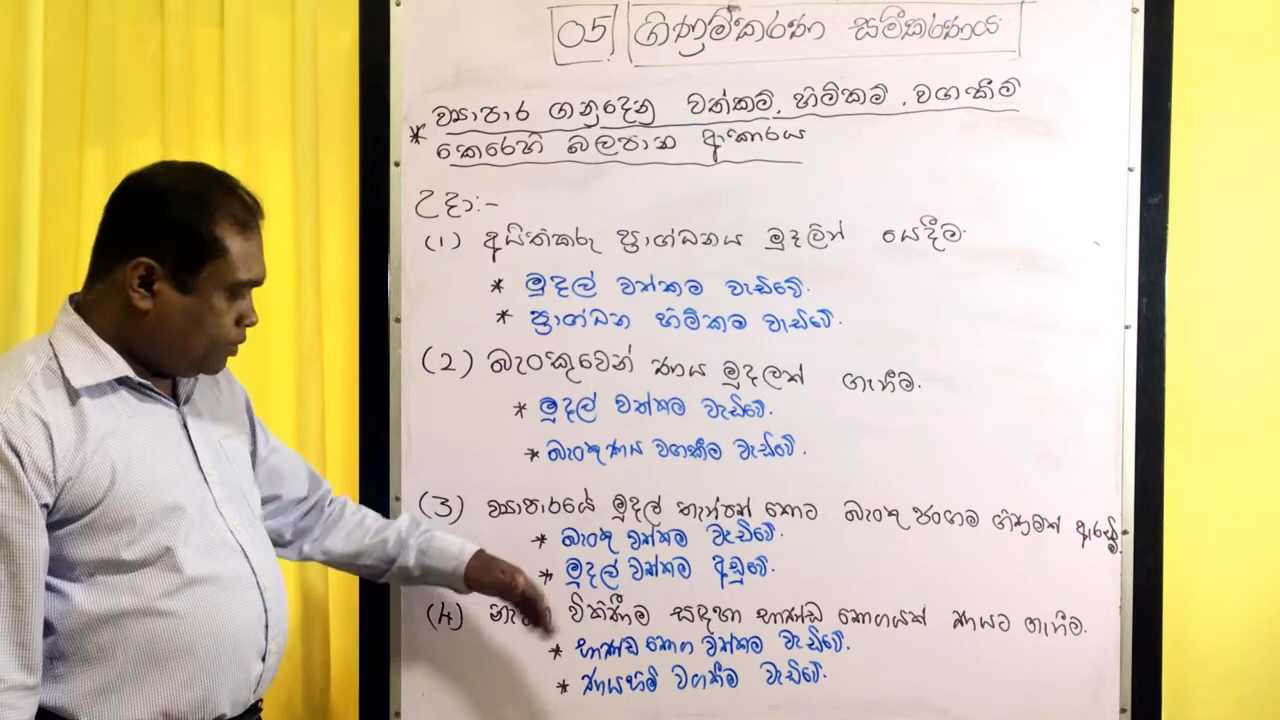 05 ගිණුම්කරණ සමීකරණය
* ව්‍යාපාර ගනුදෙනු වත්කම්, හිමිකම්, වගකීම්
කෙරෙහි බලපාන ආකාරය
උදා:-
(1) අයිතිකරු ප්‍රාග්ධනය මුදලින් යෙදීම.
* මුදල් වත්කම වැඩිවේ.
* ප්‍රාග්ධන හිමිකම වැඩිවේ.
(2) බැංකුවෙන් ණය මුදලක් ගැනීම.
* මුදල් වත්කම වැඩිවේ.
* බැංකු ණය වගකීම වැඩිවේ.
(3) ව්‍යාපාරයේ මුදල් තැන්පත් කොට බැංකු ජංගම ගිණුමක් ඇරඹීම.
* බැංකු වත්කම වැඩිවේ.
* මුදල් වත්කම අඩුවේ.
(4) විකිණීම සඳහා භාණ්ඩ තොගයක් ණයට ගැනීම.
* භාණ්ඩ තොග වත්කම වැඩිවේ.
* ණයහිමි වගකීම වැඩිවේ.